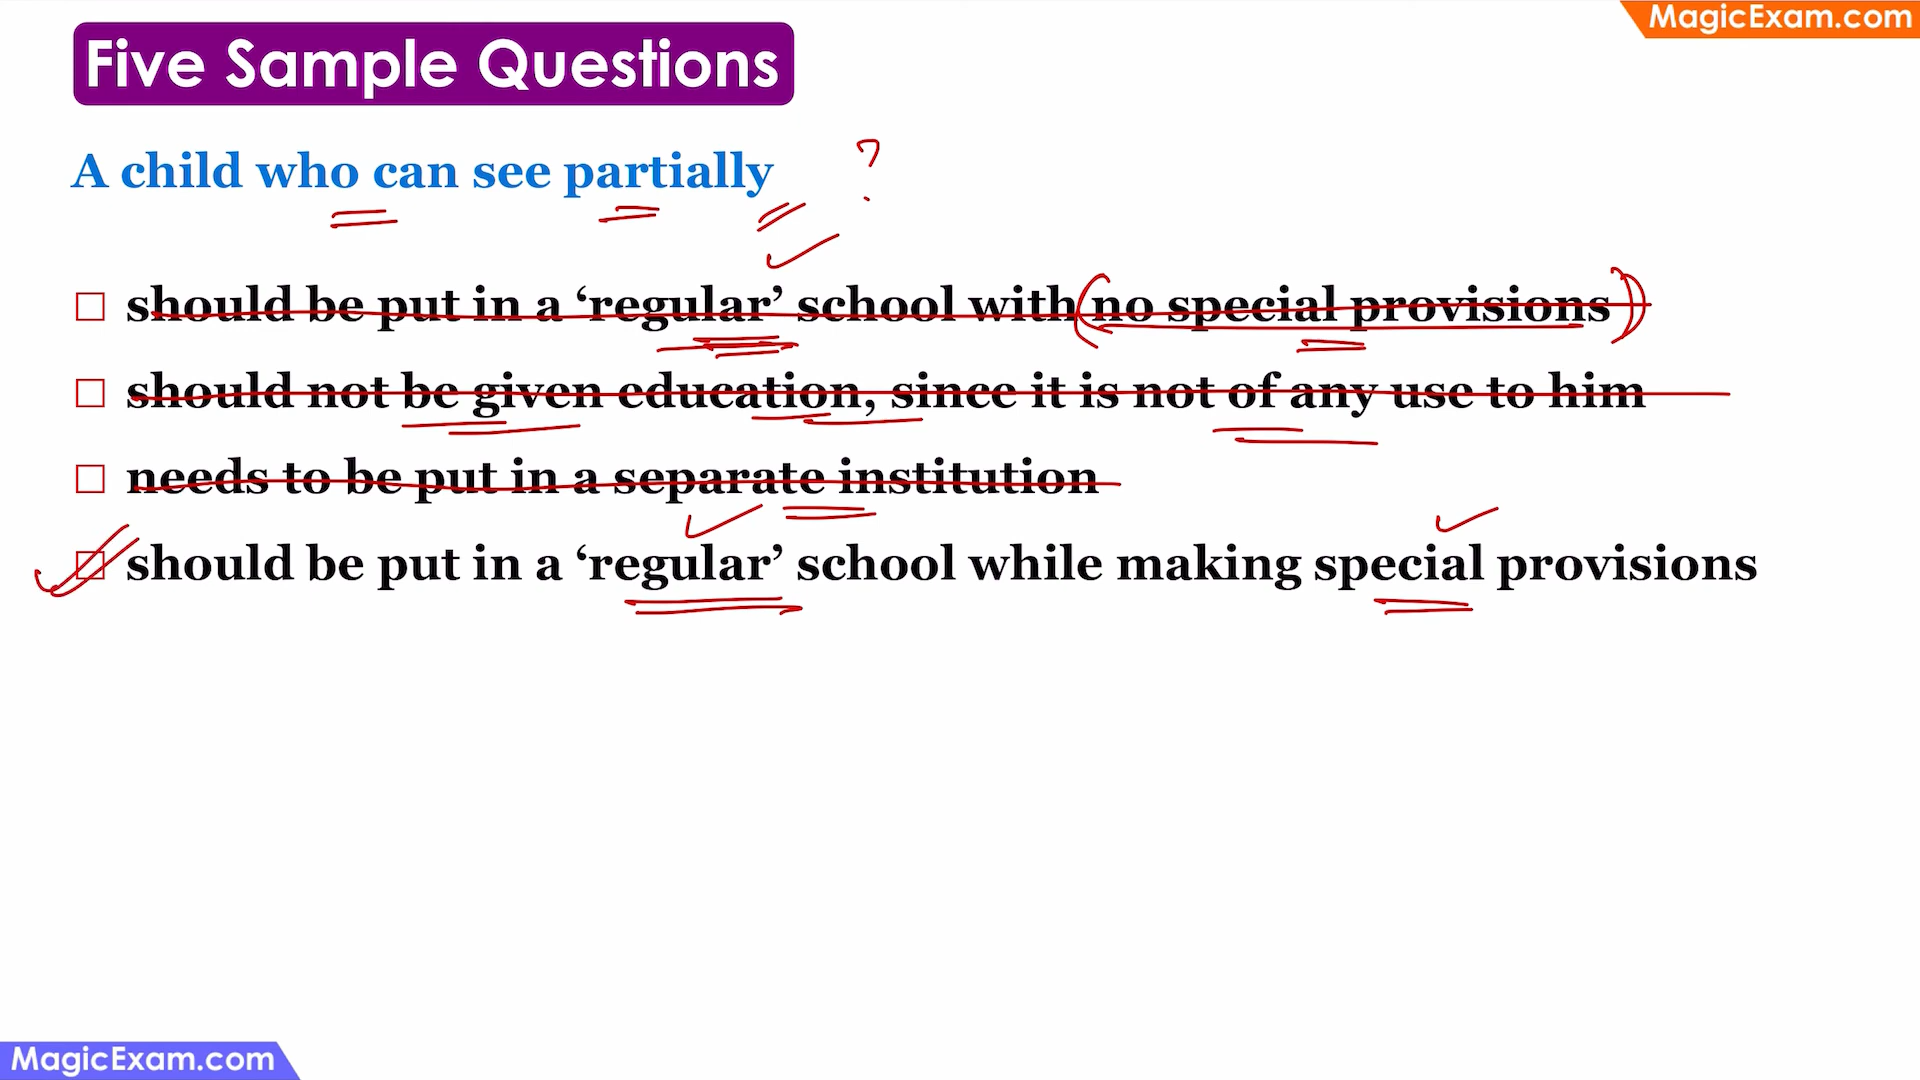 MagicExam.com
Five Sample Questions
A child who can see partially ?
should be put in a ‘regular’ school with (no special provisions)
should not be given education, since it is not of any use to him
needs to be put in a separate institution
should be put in a ‘regular’ school while making special provisions
MagicExam.com